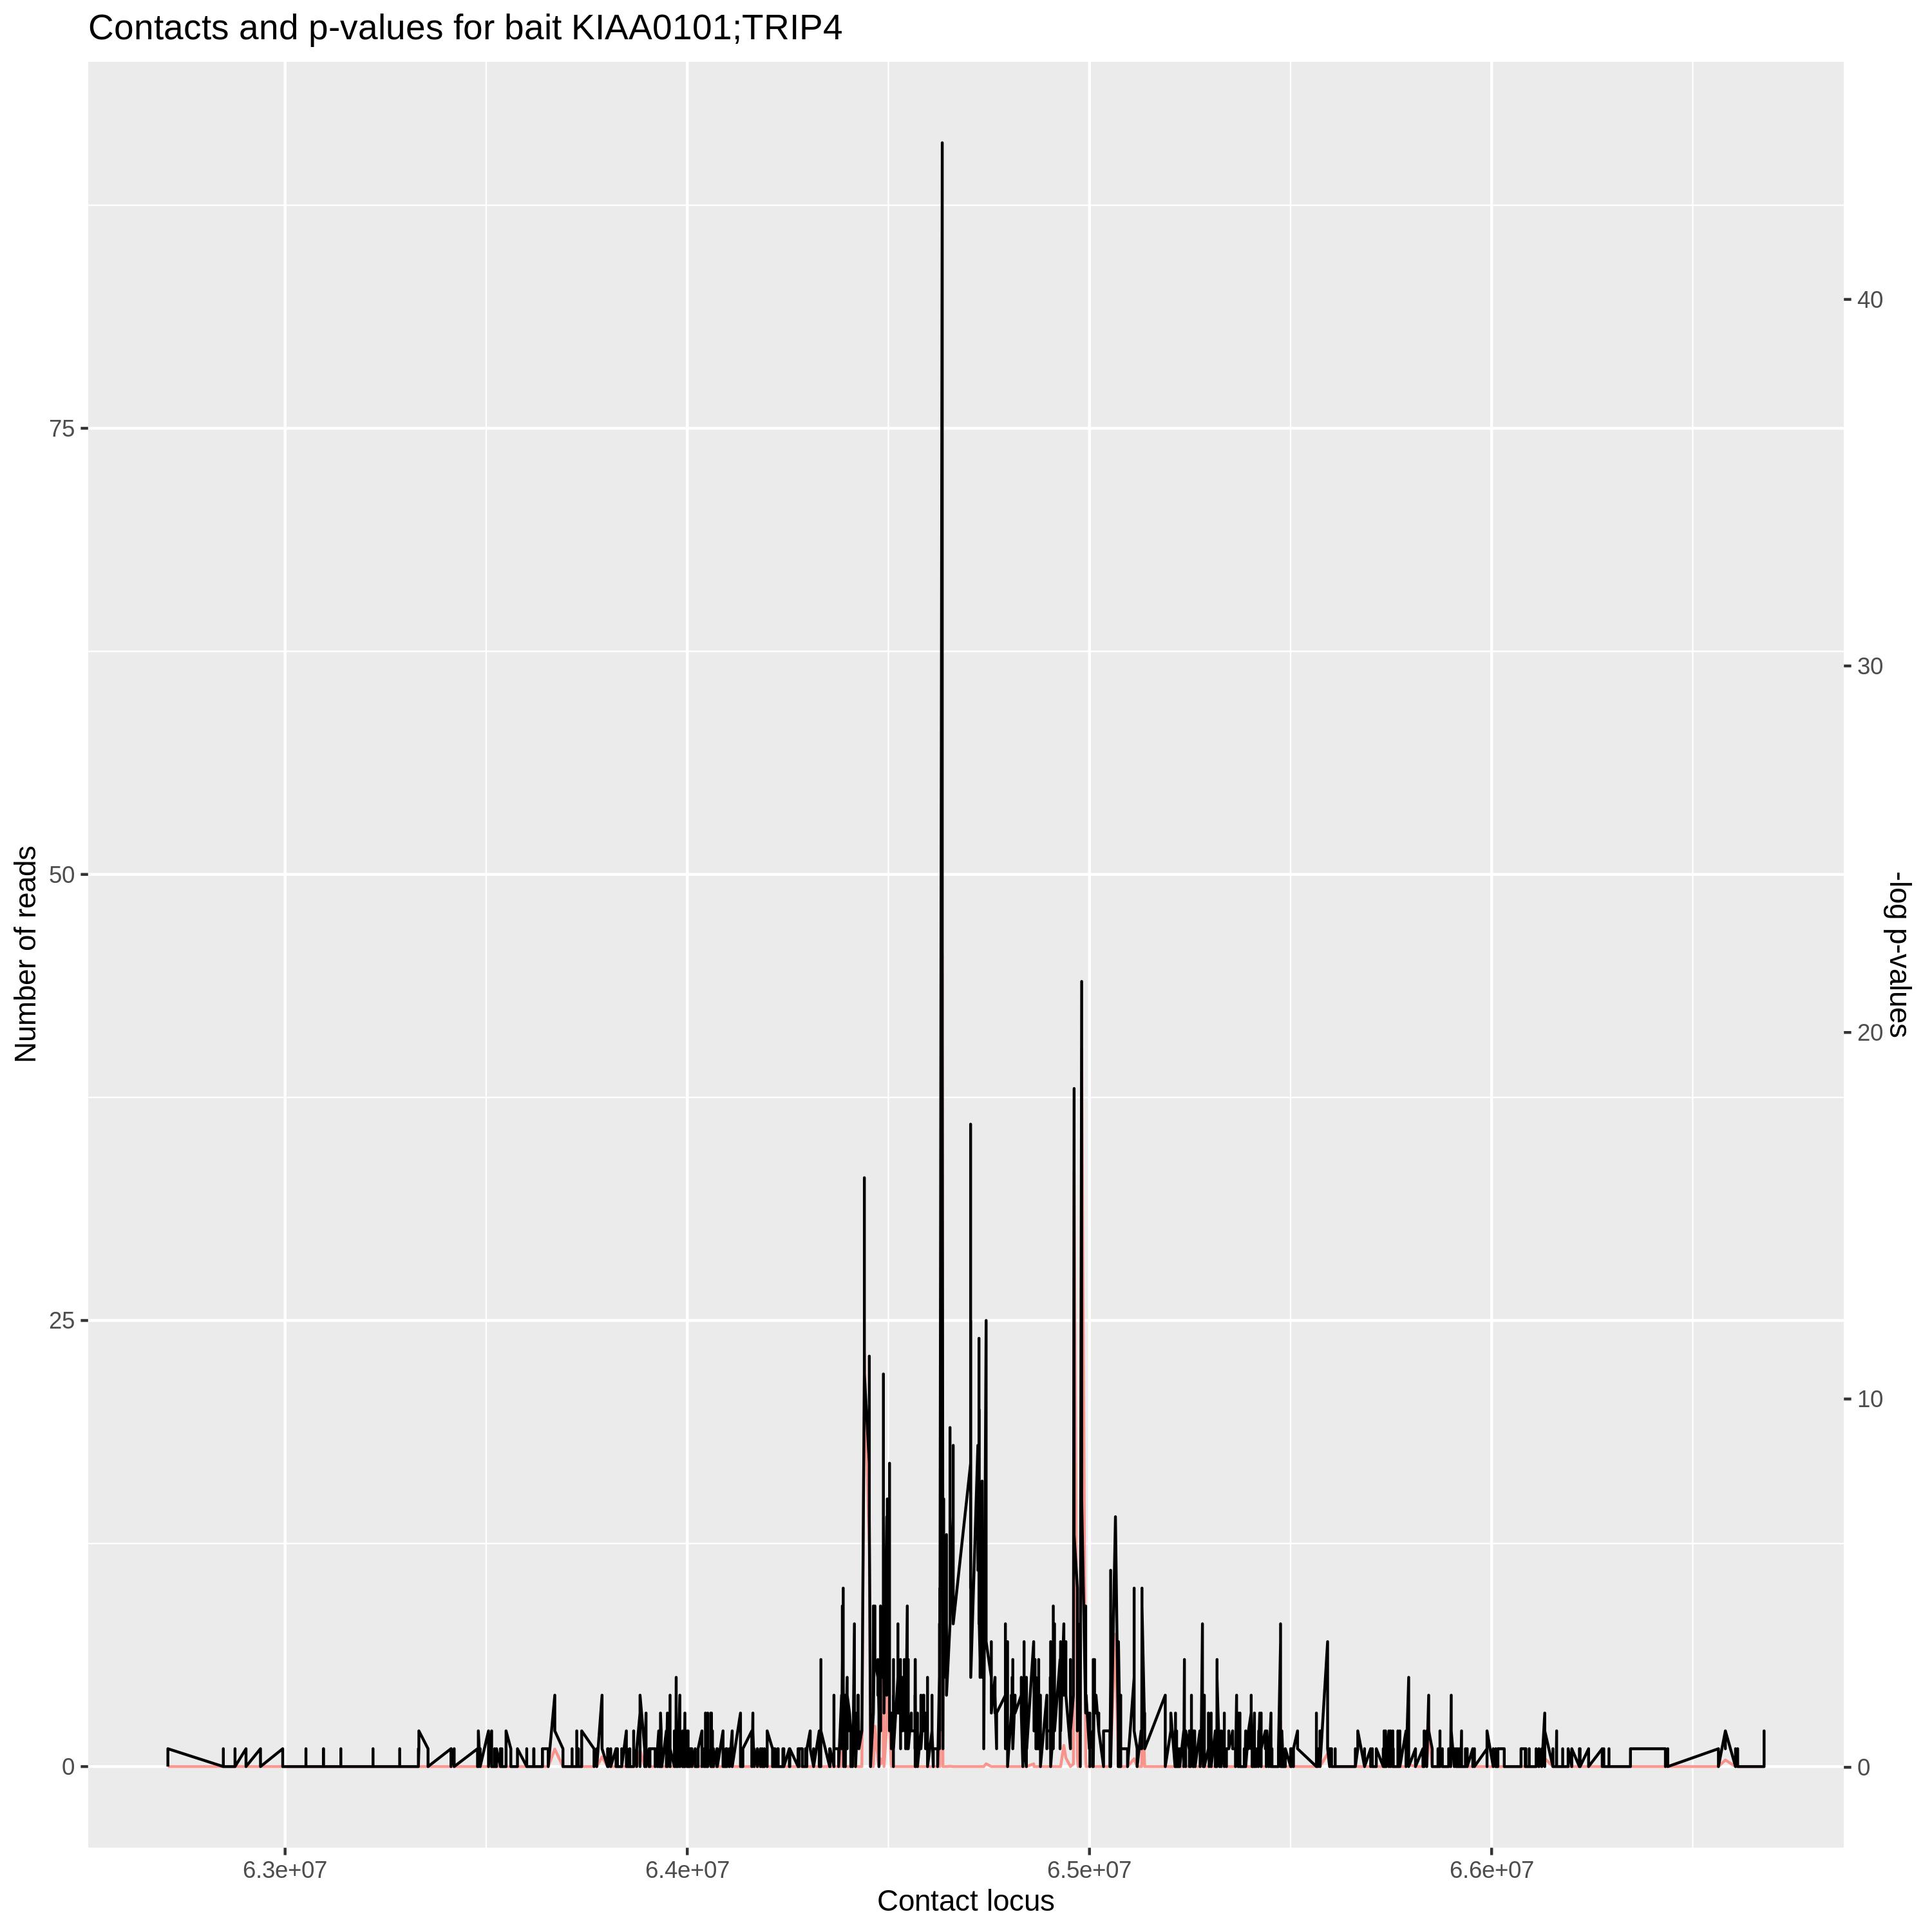 Contacts and p-values for bait KIAA0101;TRIP4
Number of reads
75
50
25
0
40
30
20
10
0
-log p-values
6.3e+07
6.4e+07
6.5e+07
6.6e+07
Contact locus